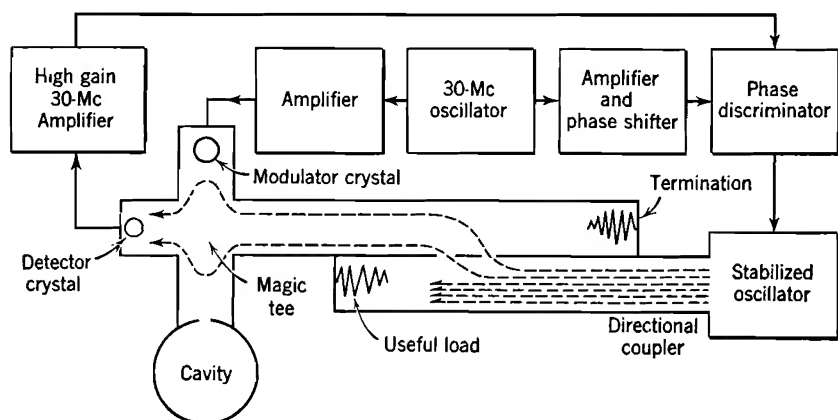 High gain
30-Mc
Amplifier
Amplifier
30-Mc
oscillator
Amplifier
and
phase shifter
Phase
discriminator
Modulator crystal
Termination
Detector
crystal
Magic
tee
Stabilized
oscillator
Useful load
Directional
coupler
Cavity